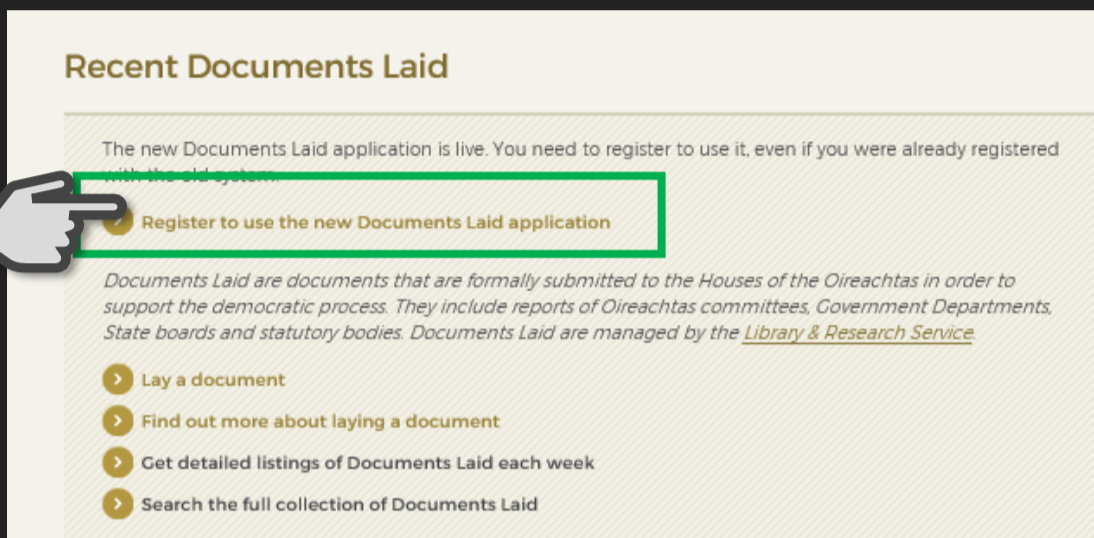 Recent Documents Laid
The new Documents Laid application is live. You need to register to use it, even if you were already registered
with the old system.
Register to use the new Documents Laid application
Documents Laid are documents that are formally submitted to the Houses of the Oireachtas in order to
support the democratic process. They include reports of Oireachtas committees, Government Departments,
State boards and statutory bodies. Documents Laid are managed by the Library & Research Service.
Lay a document
Find out more about laying a document
Get detailed listings of Documents Laid each week
Search the full collection of Documents Laid